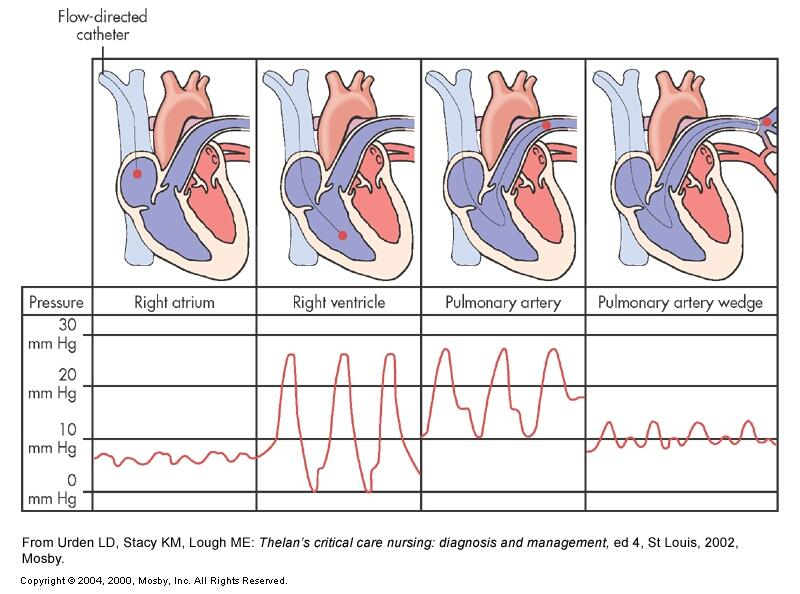 Flow-directed
catheter
Pressure
Right atrium
Right ventricle
Pulmonary artery
Pulmonary artery wedge
30
mm Hg
20
mm Hg
10
mm Hg
0
mm Hg
From Urden LD, Stacy KM, Lough ME: Thelan's critical care nursing: diagnosis and management, ed 4, St Louis, 2002,
Mosby.
Copyright © 2004, 2000, Mosby, Inc. All Rights Reserved.